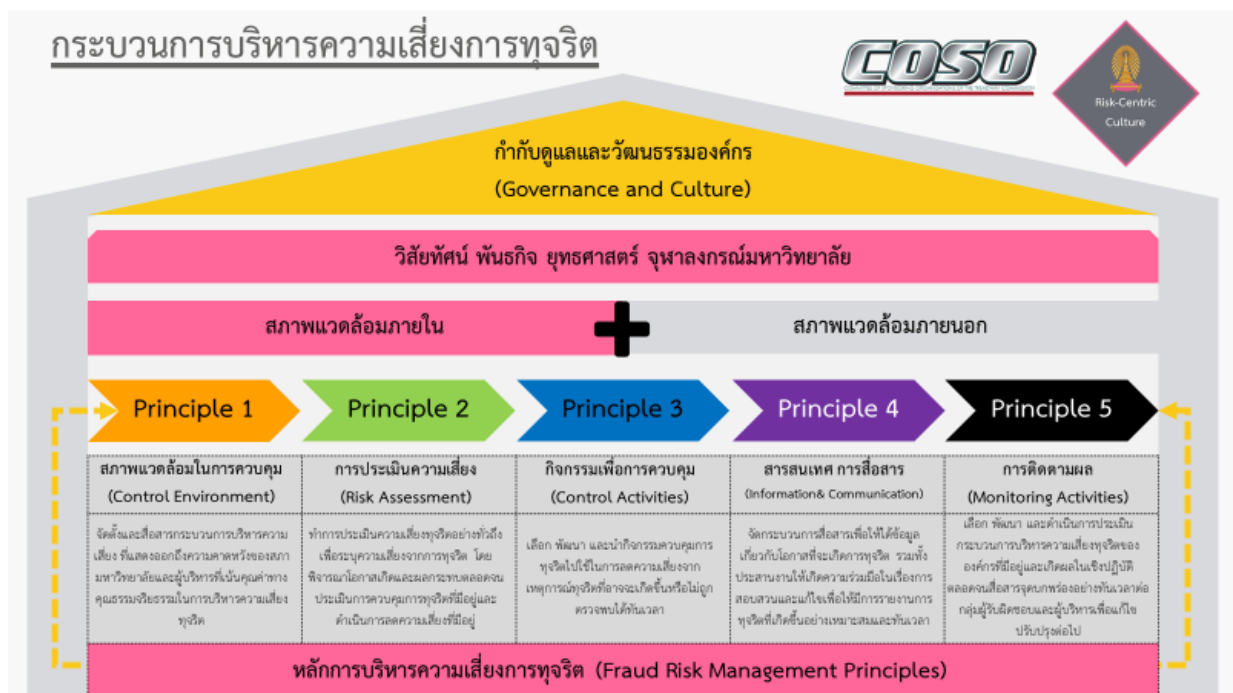 กระบวนการบริหารความเสี่ยงการทุจริต
COSO
COMMITTEE OF SPONSORING ORGANIZATIONS OF THE TREADWAY COMMISSION
Risk-Centric
Culture
กำกับดูแลและวัฒนธรรมองค์กร
(Governance and Culture)
วิสัยทัศน์ พันธกิจ ยุทธศาสตร์ จุฬาลงกรณ์มหาวิทยาลัย
สภาพแวดล้อมภายใน
สภาพแวดล้อมภายนอก
Principle 1
Principle 2
Principle 3
Principle 4
Principle 5
สภาพแวดล้อมในการควบคุม
(Control Environment)
จัดตั้งและสื่อสารกระบวนการบริหารความ
เสี่ยง ที่แสดงออกถึงความคาดหวังของสภา
มหาวิทยาลัยและผู้บริหารที่เน้นคุณค่าทาง
คุณธรรมจริยธรรมในการบริหารความเสี่ยง
ทุจริต
การประเมินความเสี่ยง
(Risk Assessment)
ทำการประเมินความเสี่ยงทุจริตอย่างทั่วถึง
เพื่อระบุความเสี่ยงจากการทุจริต โดย
พิจารณาโอกาสเกิดและผลกระทบตลอดจน
ประเมินการควบคุมการทุจริตที่มีอยู่และ
ดำเนินการลดความเสี่ยงที่มีอยู่
กิจกรรมเพื่อการควบคุม
(Control Activities)
เลือก พัฒนา และนำกิจกรรมควบคุมการ
ทุจริตไปใช้ในการลดความเสี่ยงจาก
เหตุการณ์ทุจริตที่อาจจะเกิดขึ้นหรือไม่ถูก
ตรวจพบได้ทันเวลา
สารสนเทศ การสื่อสาร
(Information& Communication)
จัดกระบวนการสื่อสารเพื่อให้ได้ข้อมูล
เกี่ยวกับโอกาสที่จะเกิดการทุจริต รวมทั้ง
ประสานงานให้เกิดความร่วมมือในเรื่องการ
สอบสวนและแก้ไขเพื่อให้มีการรายงานการ
ทุจริตที่เกิดขึ้นอย่างเหมาะสมและทันเวลา
การติดตามผล
(Monitoring Activities)
เลือก พัฒนา และดำเนินการประเมิน
กระบวนการบริหารความเสี่ยงทุจริตของ
องค์กรที่มีอยู่และเกิดผลในเชิงปฏิบัติ
ตลอดจนสื่อสารจุดบกพร่องอย่างทันเวลาต่อ
กลุ่มผู้รับผิดชอบและผู้บริหารเพื่อแก้ไข
ปรับปรุงต่อไป
หลักการบริหารความเสี่ยงการทุจริต (Fraud Risk Management Principles)